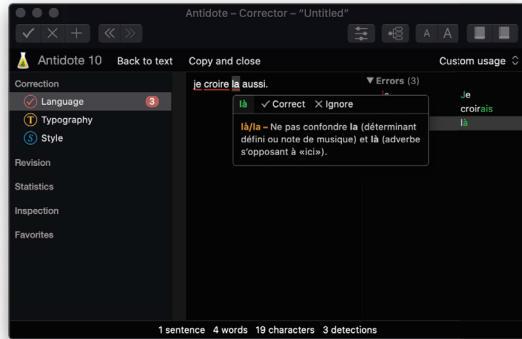 Antidote – Corrector – "Untitled"
A A
Antidote 10 Back to text Copy and close Custom usage
Correction
Language 3
Typography
Style
Revision
Statistics
Inspection
Favorites
je croire la aussi.
là Correct Ignore
là/la – Ne pas confondre la (déterminant
défini ou note de musique) et là (adverbe
s'opposant à «ici»).
Errors (3)
Je
croirais
là
1 sentence 4 words 19 characters 3 detections